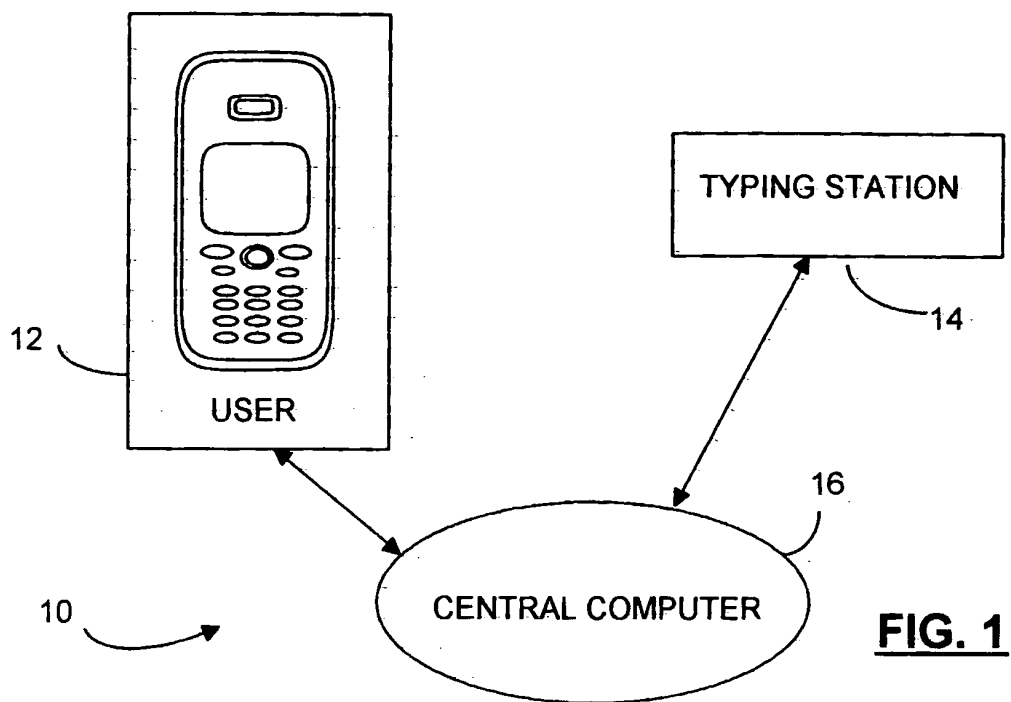 TYPING STATION
14
12
USER
16
CENTRAL COMPUTER
10
FIG. 1